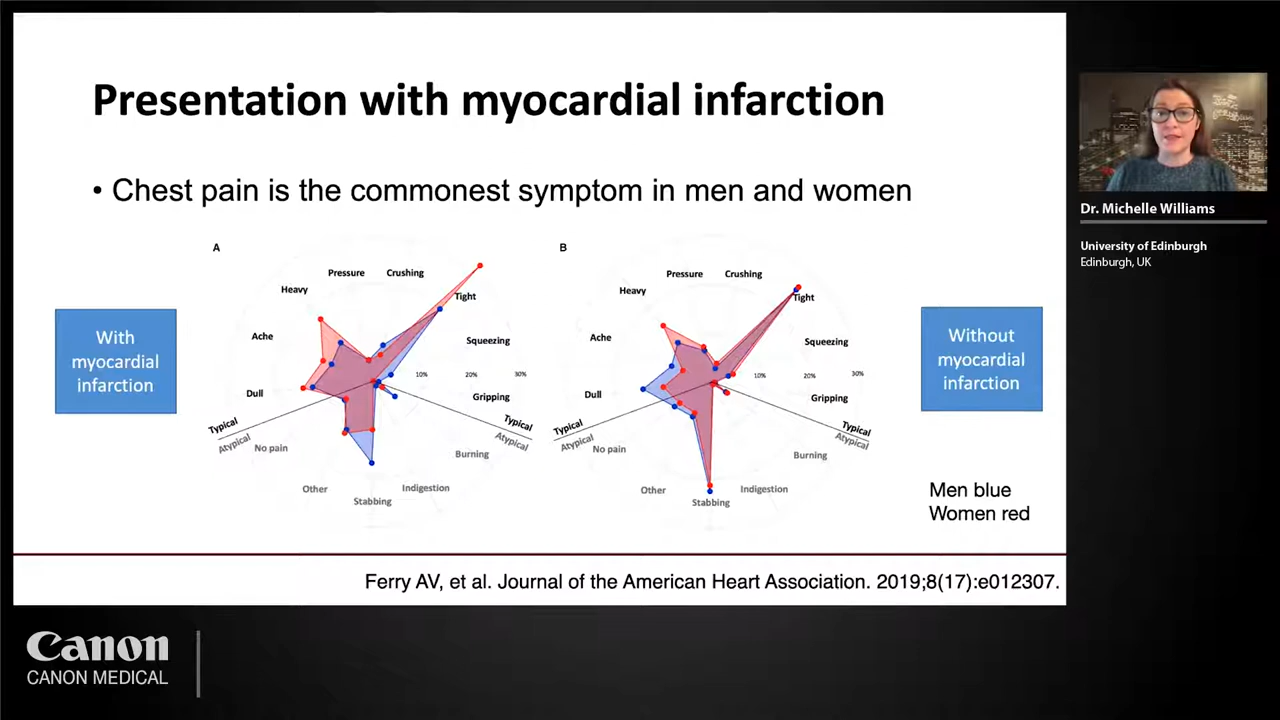 Presentation with myocardial infarction
• Chest pain is the commonest symptom in men and women
With
myocardial
infarction
A
Pressure
Crushing
Heavy
Tight
Ache
Squeezing
10%
20%
30%
Dull
Gripping
Typical
Atypical
Typical
Atypical
No pain
Burning
Other
Indigestion
Stabbing
B
Pressure
Crushing
Heavy
Tight
Ache
Squeezing
10%
20%
30%
Dull
Gripping
Typical
Atypical
Typical
Atypical
No pain
Burning
Other
Indigestion
Stabbing
Without
myocardial
infarction
Men blue
Women red
Ferry AV, et al. Journal of the American Heart Association. 2019;8(17):e012307.
Dr. Michelle Williams
University of Edinburgh
Edinburgh, UK
Canon
CANON MEDICAL